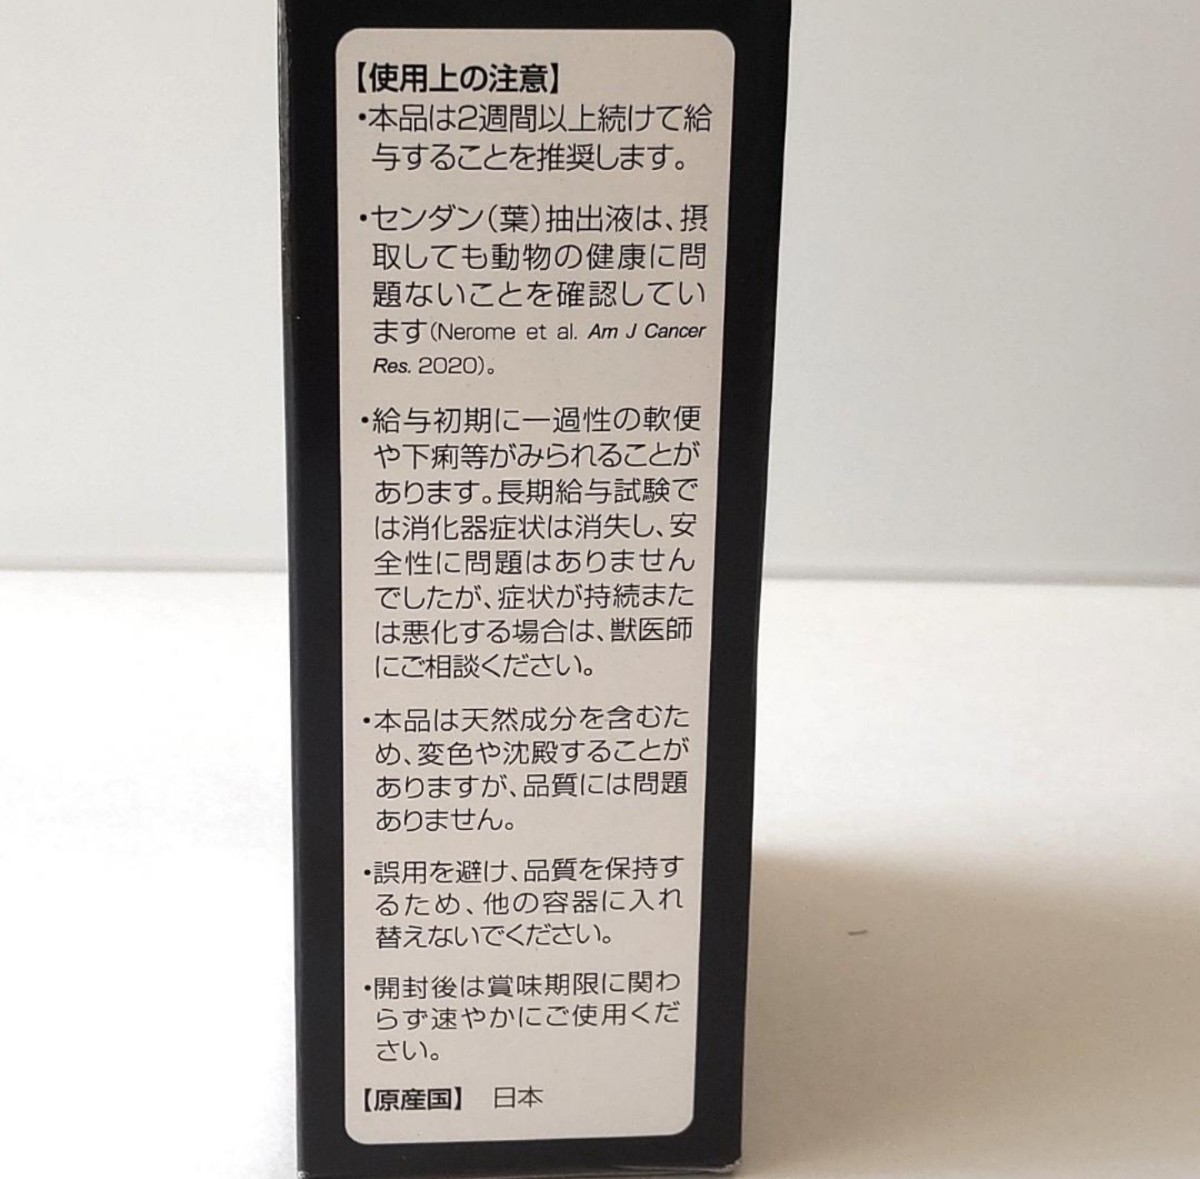 【使用上の注意】
・本品は2週間以上続けて給
与することを推奨します。
・センダン(葉)抽出液は、摂
取しても動物の健康に問
題ないことを確認してい
ます(Nerome et al. Am J Cancer
Res. 2020)。
・給与初期に一過性の軟便
や下痢等がみられることが
あります。長期給与試験で
は消化器症状は消失し、安
全性に問題はありません
でしたが、症状が持続また
は悪化する場合は、獣医師
にご相談ください。
・本品は天然成分を含むた
め、変色や沈殿することが
ありますが、品質には問題
ありません。
・誤用を避け、品質を保持す
るため、他の容器に入れ
替えないでください。
・開封後は賞味期限に関わ
らず速やかにご使用くだ
さい。
【原産国】 日本